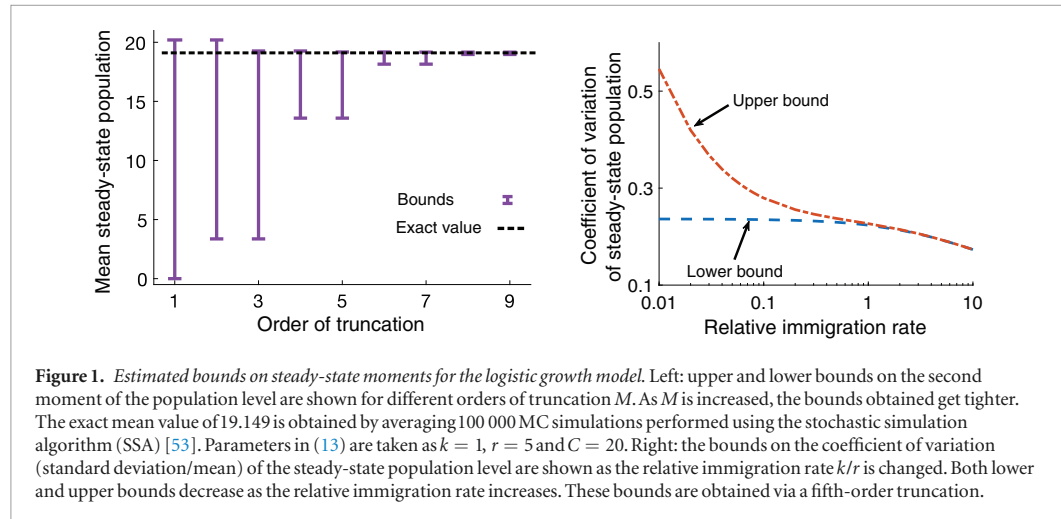 Mean steady-state population
20
15
10
5
0
1
3
5
7
9
Order of truncation
Bounds
Exact value
Coefficient of variation
of steady-state population
0.5
0.3
0.1
0.01
0.1
1
10
Relative immigration rate
Upper bound
Lower bound
Figure 1. Estimated bounds on steady-state moments for the logistic growth model. Left: upper and lower bounds on the second
moment of the population level are shown for different orders of truncation M. As M is increased, the bounds obtained get tighter.
The exact mean value of 19.149 is obtained by averaging 100 000 MC simulations performed using the stochastic simulation
algorithm (SSA) [53]. Parameters in (13) are taken as k = 1, r = 5 and C = 20. Right: the bounds on the coefficient of variation
(standard deviation/mean) of the steady-state population level are shown as the relative immigration rate k/r is changed. Both lower
and upper bounds decrease as the relative immigration rate increases. These bounds are obtained via a fifth-order truncation.